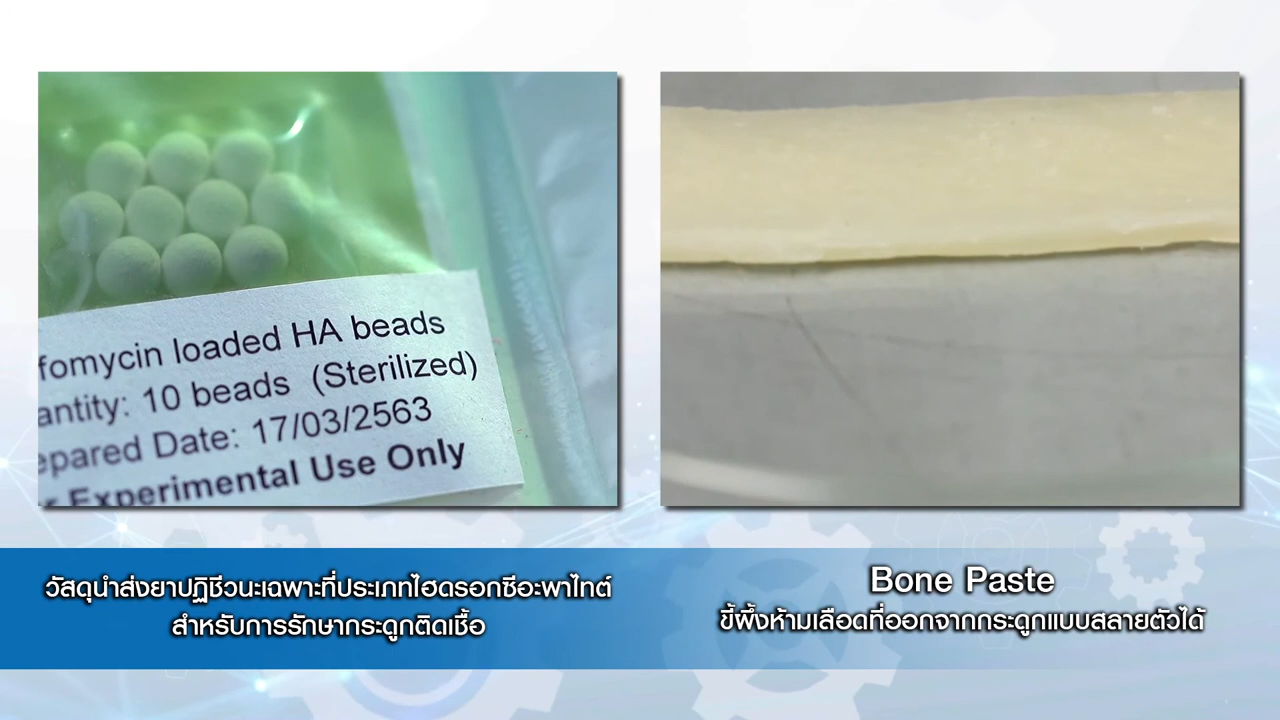 fomycin loaded HA beads
antity: 10 beads (Sterilized)
epared Date: 17/03/2563
Experimental Use Only
วัสดุนำส่งยาปฏิชีวนะเฉพาะที่ประเภทไฮดรอกซีอะพาไทต์
สำหรับการรักษากระดูกติดเชื้อ
Bone Paste
ขี้ผึ้งห้ามเลือดที่ออกจากกระดูกแบบสลายตัวได้